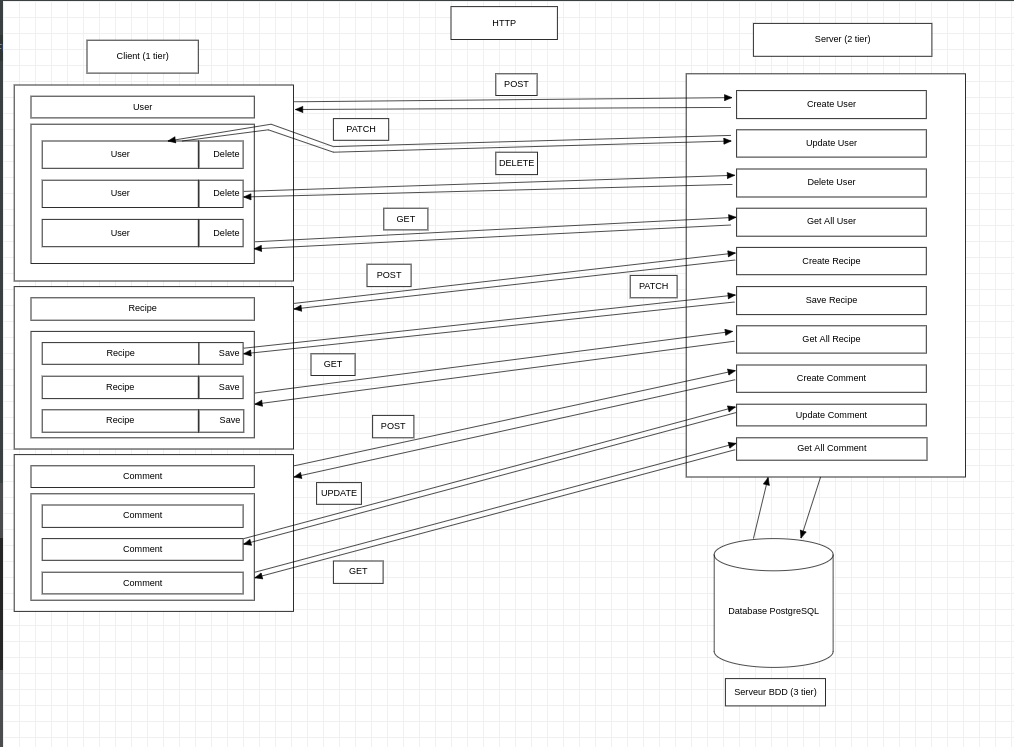 HTTP
Client (1 tier)
Server (2 tier)
User
User
Delete
User
Delete
User
Delete
Recipe
Recipe
Save
Recipe
Save
Recipe
Save
Comment
Comment
Comment
Comment
POST
PATCH
DELETE
GET
POST
PATCH
GET
POST
UPDATE
GET
Create User
Update User
Delete User
Get All User
Create Recipe
Save Recipe
Get All Recipe
Create Comment
Update Comment
Get All Comment
Database PostgreSQL
Serveur BDD (3 tier)